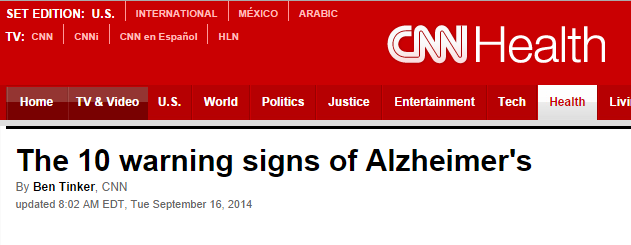 SET EDITION: U.S. INTERNATIONAL MÉXICO ARABIC
TV: CNN CNNi CNN en Español HLN
CNN Health
Home TV & Video U.S. World Politics Justice Entertainment Tech Health Livi
The 10 warning signs of Alzheimer's
By Ben Tinker, CNN
updated 8:02 AM EDT, Tue September 16, 2014